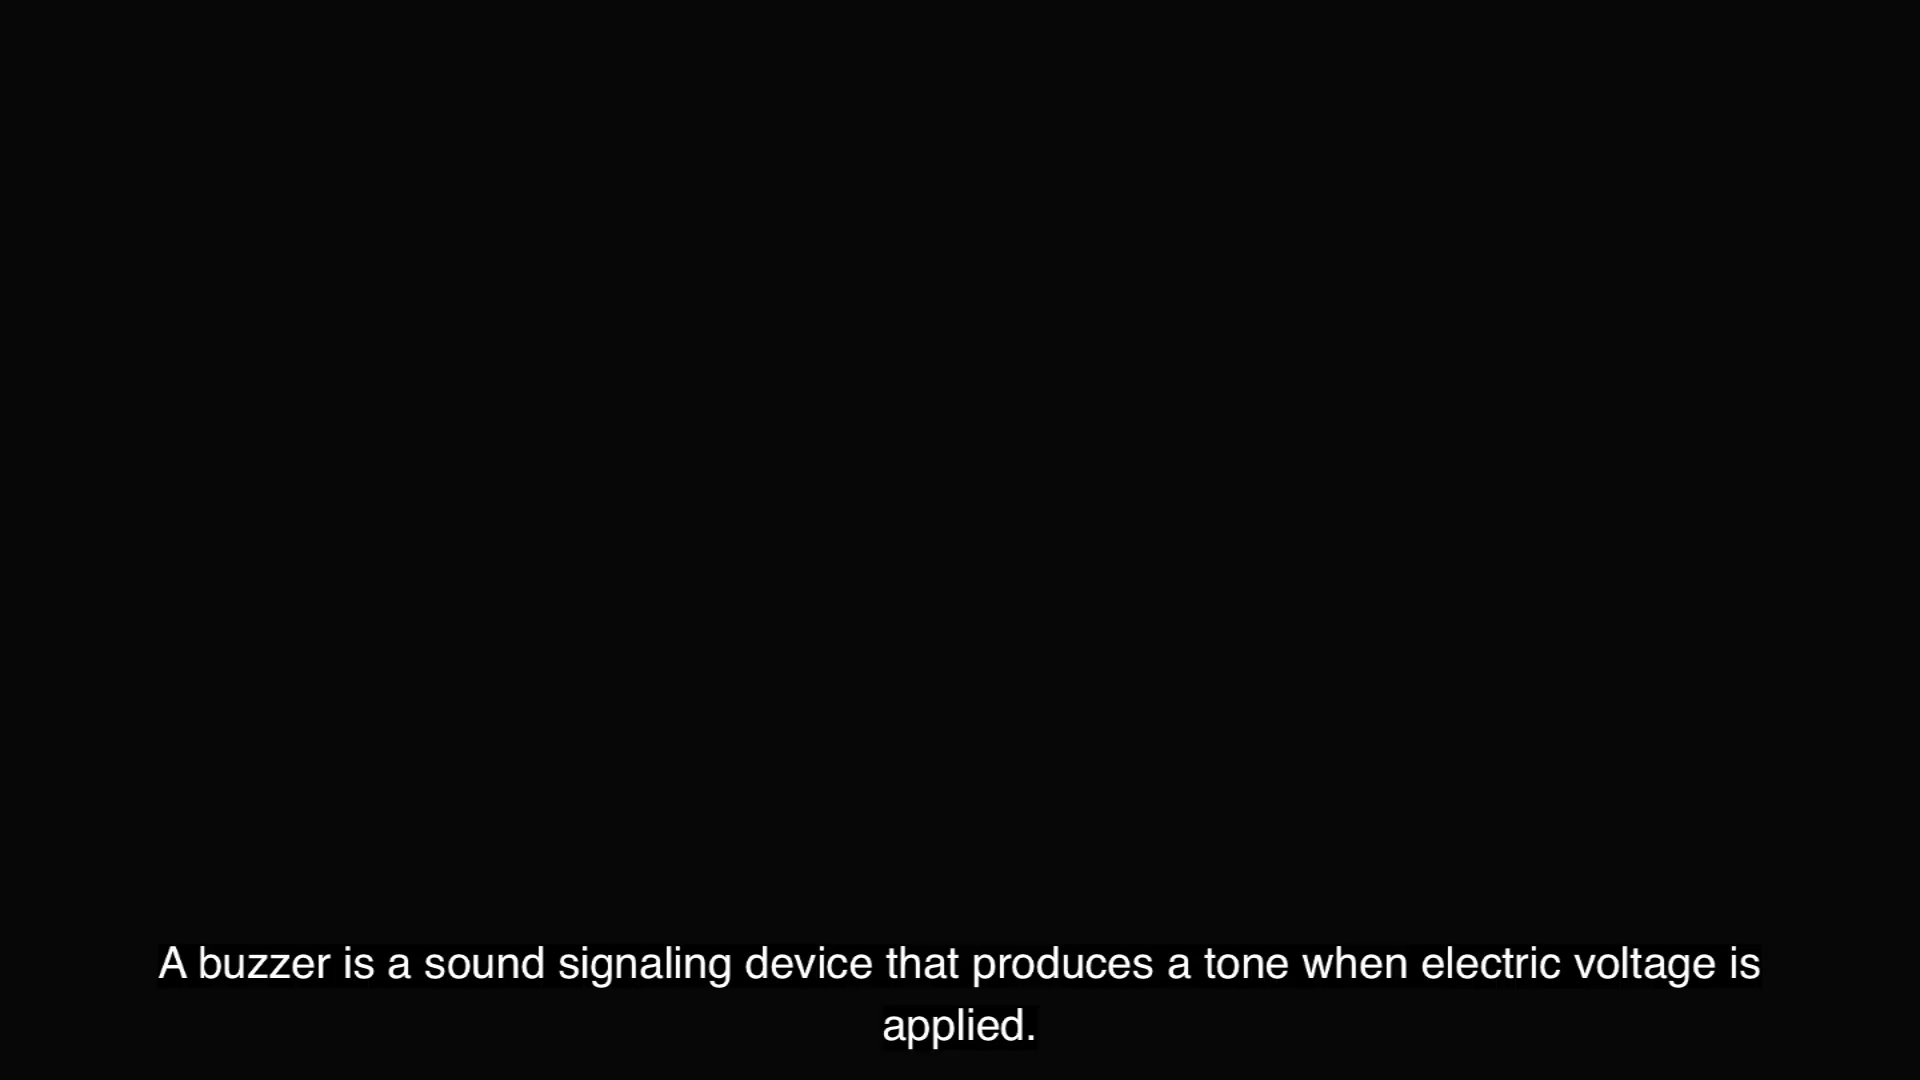 A buzzer is a sound signaling device that produces a tone when electric voltage is
applied.